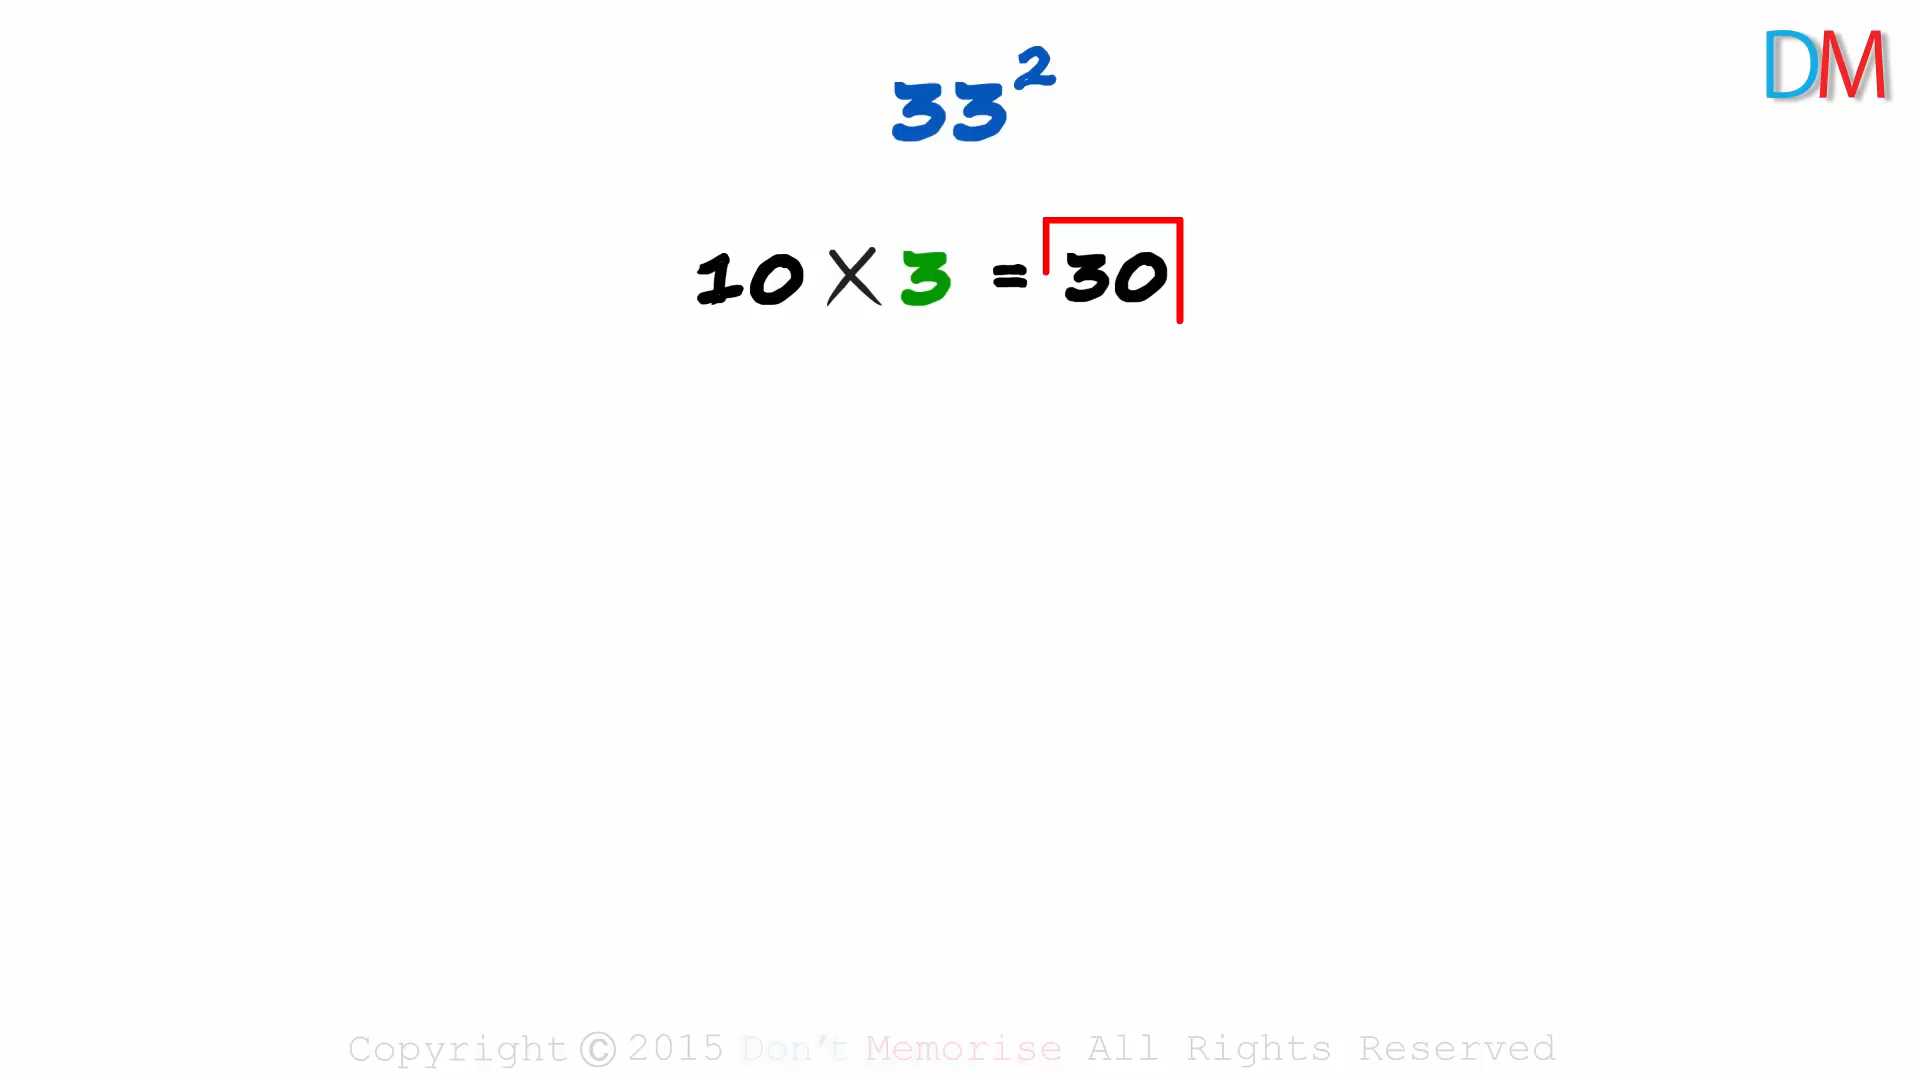 33²
DM
10 × 3 = 30
Copyright © 2015 Don't Memorise All Rights Reserved